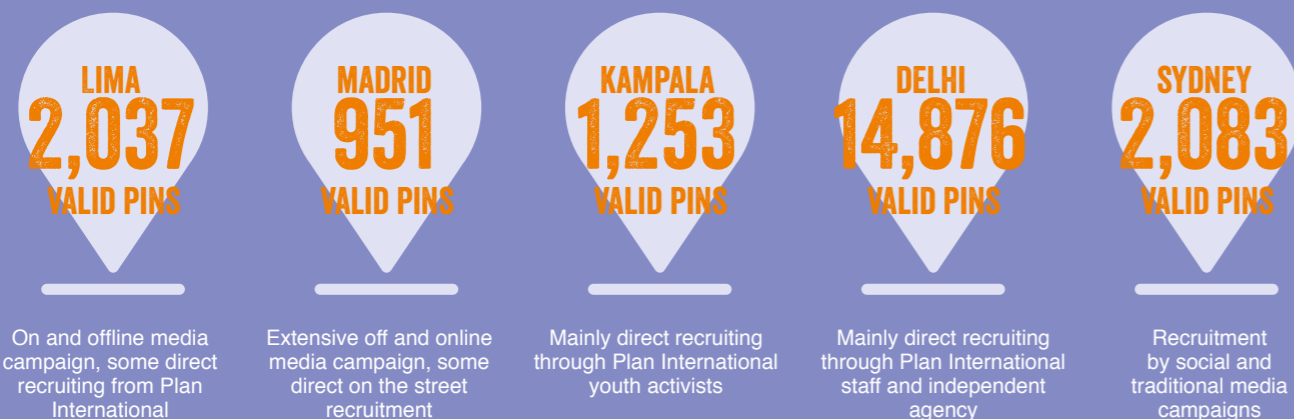 LIMA
2,037
VALID PINS
On and offline media
campaign, some direct
recruiting from Plan
International
MADRID
951
VALID PINS
Extensive off and online
media campaign, some
direct on the street
recruitment
KAMPALA
1,253
VALID PINS
Mainly direct recruiting
through Plan International
youth activists
DELHI
14,876
VALID PINS
Mainly direct recruiting
through Plan International
staff and independent
agency
SYDNEY
2,083
VALID PINS
Recruitment
by social and
traditional media
campaigns